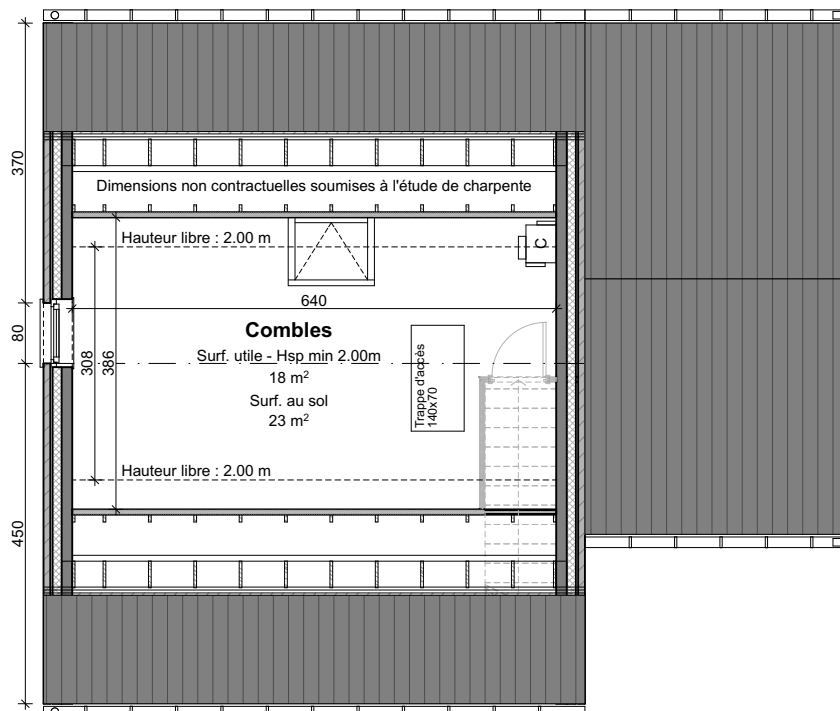 370
Dimensions non contractuelles soumises à l'étude de charpente
Hauteur libre : 2.00 m
C
640
80
308
386
Combles
Surf. utile - Hsp min 2.00m
18 m²
Surf. au sol
23 m²
Trappe d'accès
140x70
Hauteur libre : 2.00 m
450